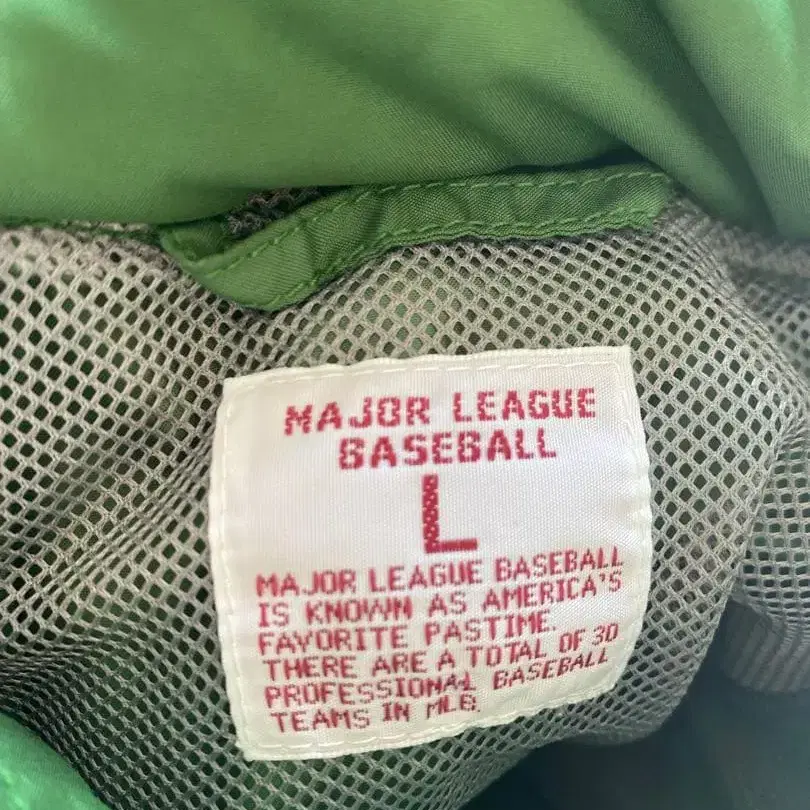 MAJOR LEAGUE
BASEBALL
L
MAJOR LEAGUE BASEBALL
IS KNOWN AS AMERICA'S
FAVORITE PASTIME.
THERE ARE A TOTAL OF 30
PROFESSIONAL BASEBALL
TEAMS IN MLB.